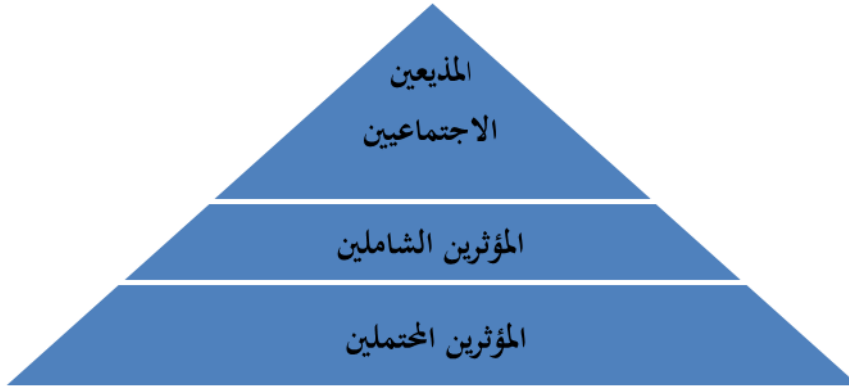 المذيعين
الاجتماعيين
المؤثرين الشاملين
المؤثرين المحتملين